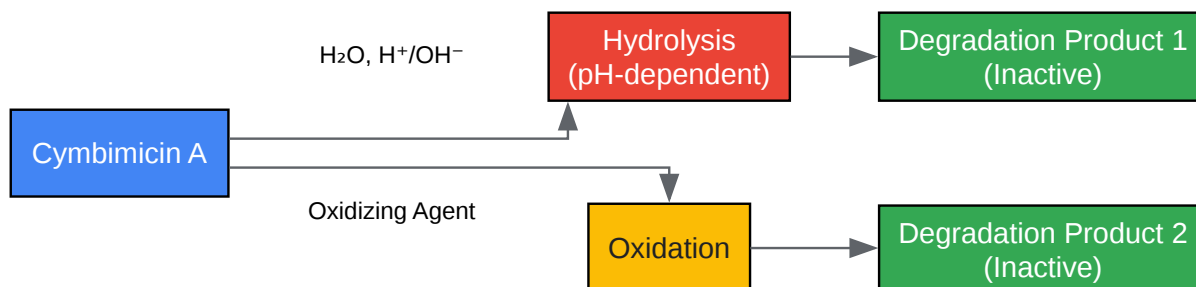 H₂O, H⁺/OH⁻
Hydrolysis
(pH-dependent)
Degradation Product 1
(Inactive)
Cymbimicin A
Oxidizing Agent
Oxidation
Degradation Product 2
(Inactive)